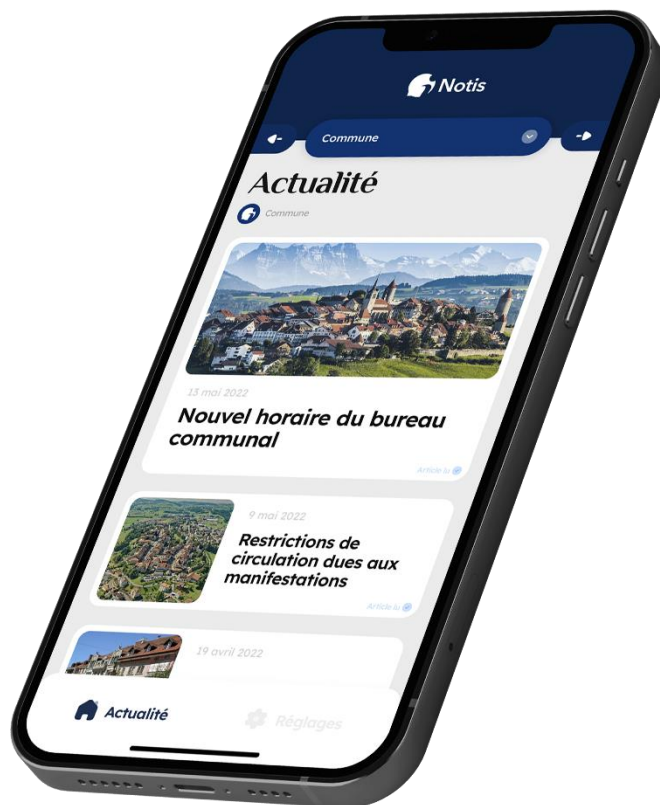 Notis
Commune
Actualité
Commune
13 mai 2022
Nouvel horaire du bureau
communal
Article lu
9 mai 2022
Restrictions de
circulation dues aux
manifestations
Article lu
19 avril 2022
Actualité
Réglages